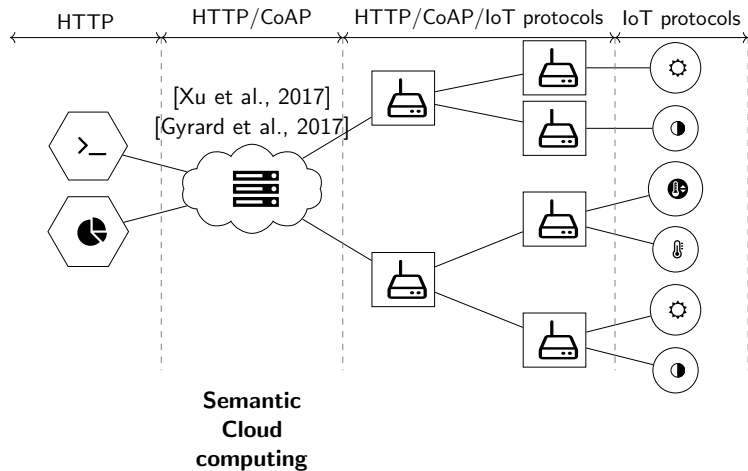 HTTP
HTTP/CoAP
HTTP/CoAP/IoT protocols
IoT protocols
[Xu et al., 2017]
[Gyrard et al., 2017]
Semantic
Cloud
computing